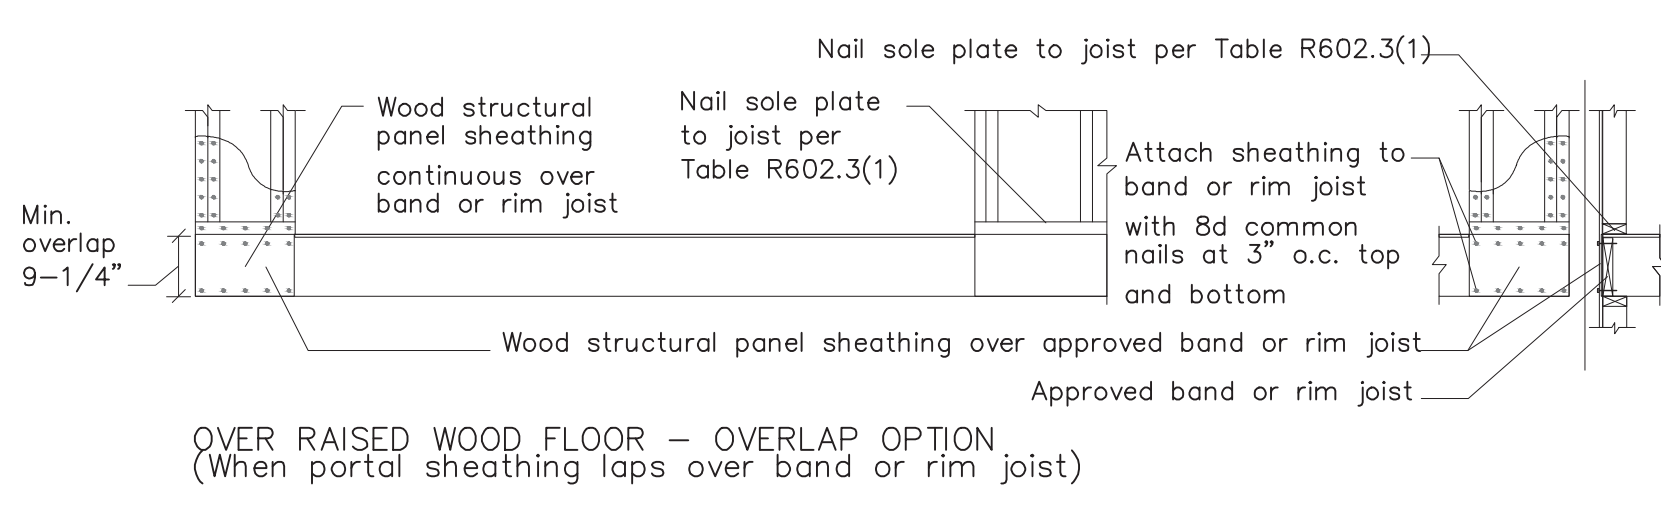 Nail sole plate to joist per Table R602.3(1)
Wood structural
panel sheathing
continuous over
band or rim joist
Nail sole plate
to joist per
Table R602.3(1)
Attach sheathing to
band or rim joist
with 8d common
nails at 3” o.c. top
and bottom
Min.
overlap
9–1/4”
Wood structural panel sheathing over approved band or rim joist
Approved band or rim joist
OVER RAISED WOOD FLOOR – OVERLAP OPTION
(When portal sheathing laps over band or rim joist)